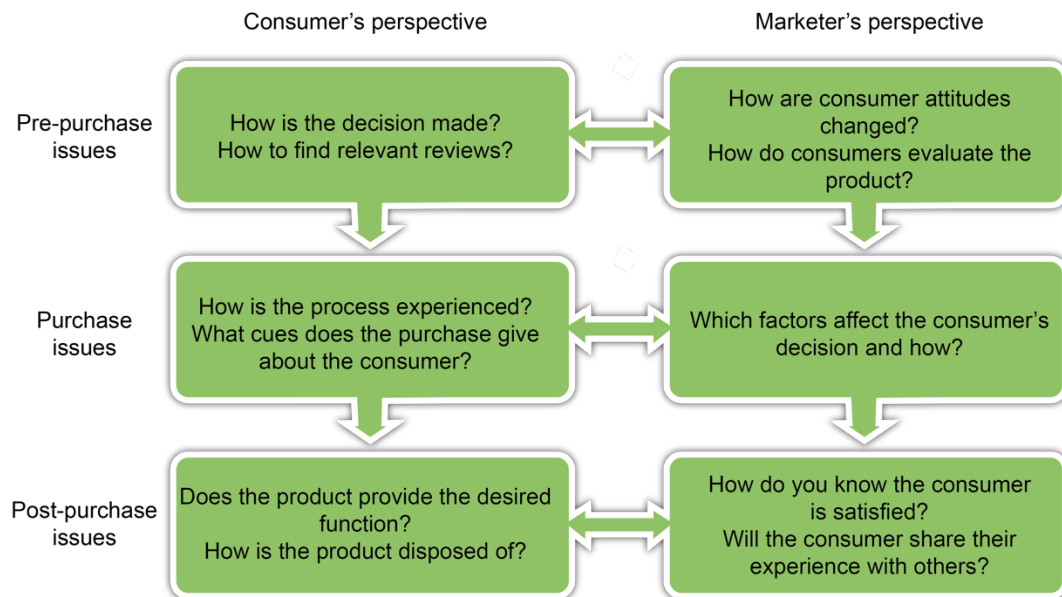 Consumer's perspective
Marketer's perspective
Pre-purchase
issues
How is the decision made?
How to find relevant reviews?
How are consumer attitudes
changed?
How do consumers evaluate the
product?
Purchase
issues
How is the process experienced?
What cues does the purchase give
about the consumer?
Which factors affect the consumer's
decision and how?
Post-purchase
issues
Does the product provide the desired
function?
How is the product disposed of?
How do you know the consumer
is satisfied?
Will the consumer share their
experience with others?